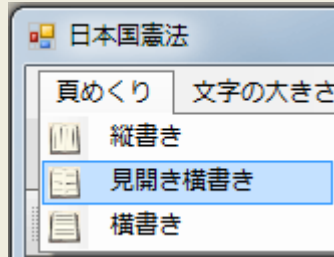 日本国憲法
頁めくり 文字の大きさ
縦書き
見開き横書き
横書き